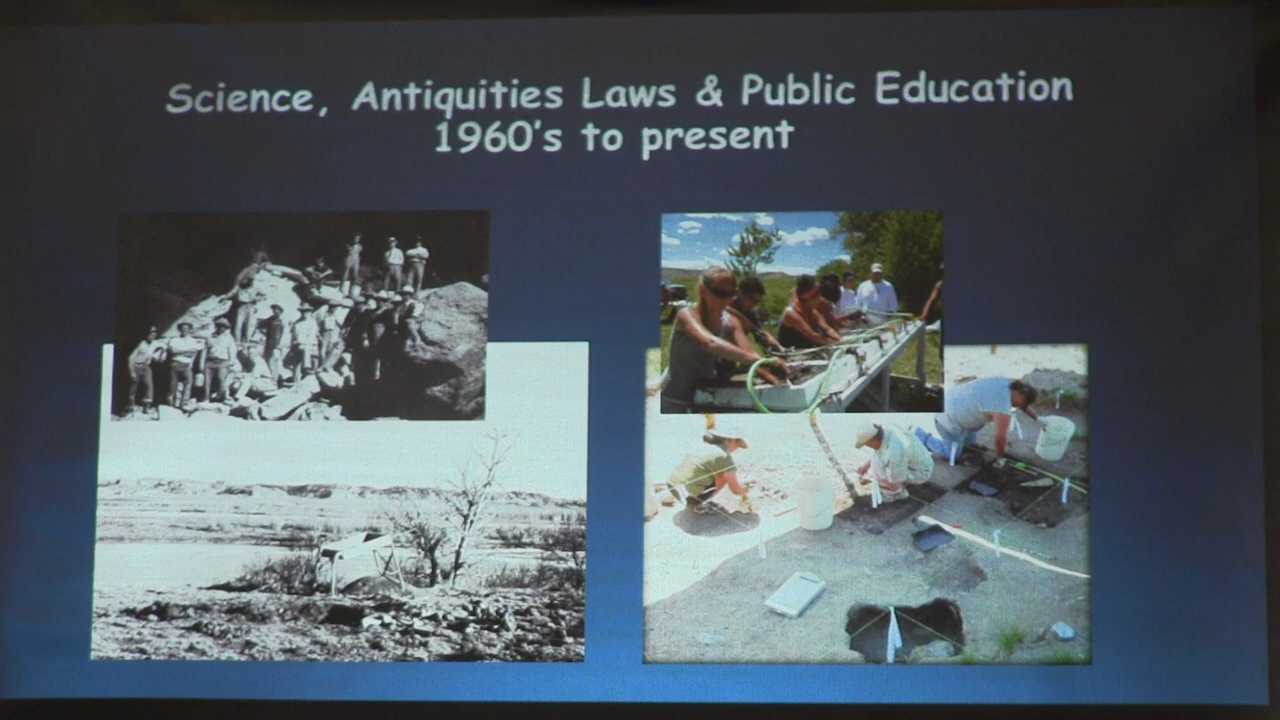 Science, Antiquities Laws & Public Education
1960's to present